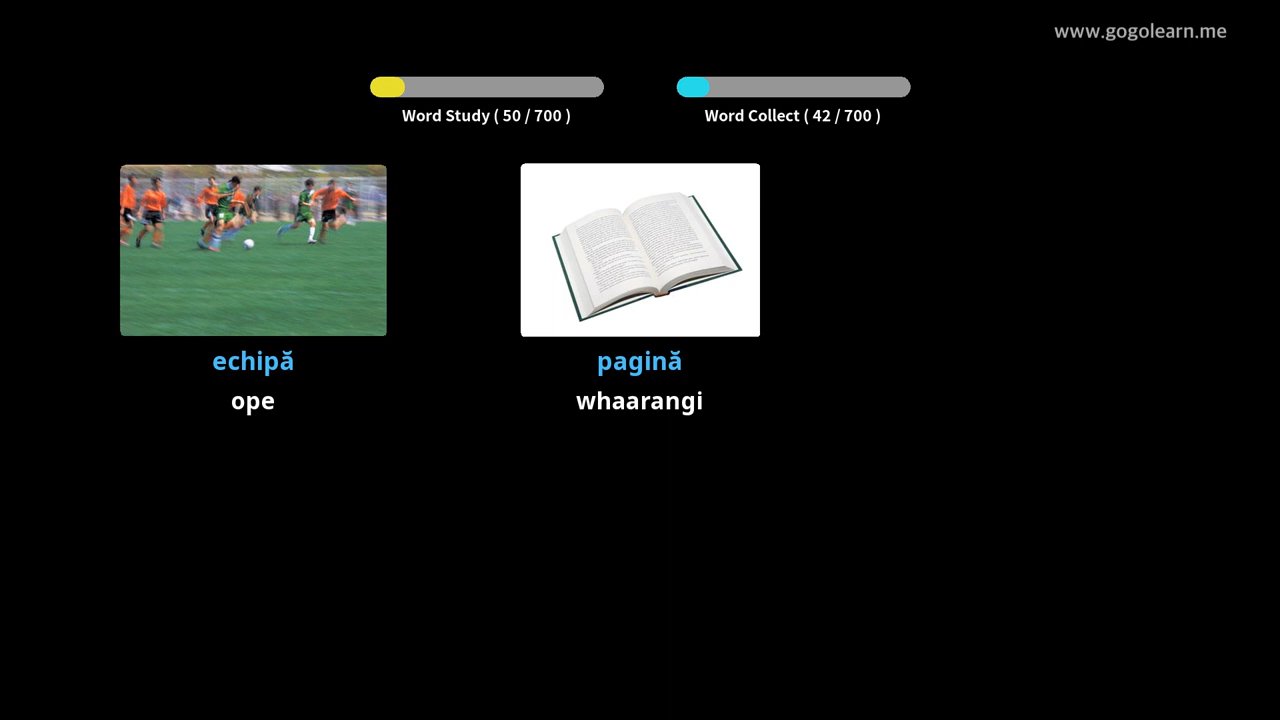 www.gogolearn.me
Word Study ( 50 / 700 )
Word Collect ( 42 / 700 )
echipă
ope
pagină
whaarangi